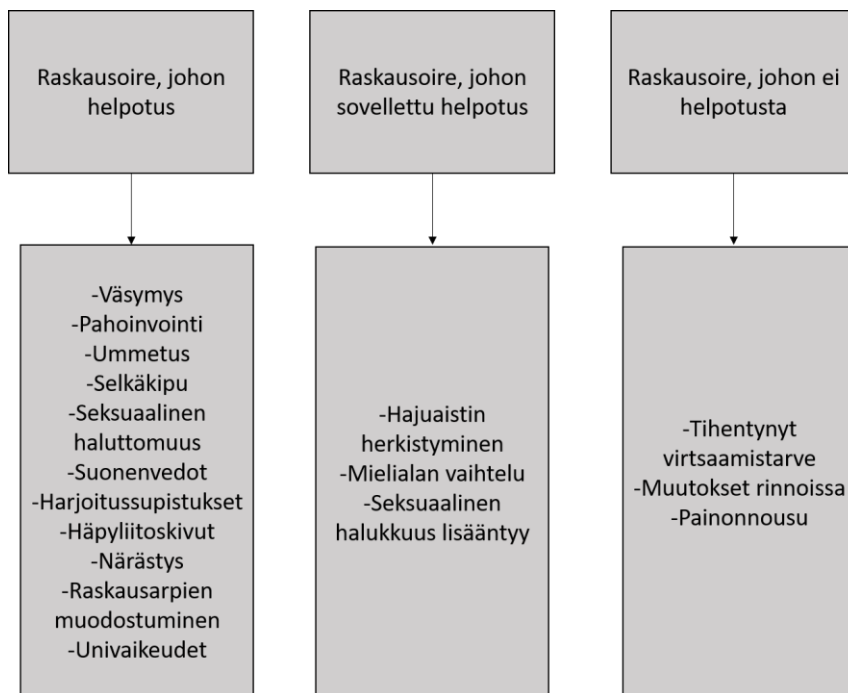 Raskausoire, johon
helpotus
Raskausoire, johon
sovellettu helpotus
Raskausoire, johon ei
helpotusta
-Väsymys
-Pahoinvointi
-Ummetus
-Selkäkipu
-Seksuaalinen
haluttomuus
-Suonenvedot
-Harjoitussupistukset
-Häpyliitoskivut
-Närästys
-Raskausarpien
muodostuminen
-Univaikeudet
-Hajuaistin
herkistyminen
-Mielialan vaihtelu
-Seksuaalinen
halukkuus lisääntyy
-Tihentynyt
virtsaamistarve
-Muutokset rinnoissa
-Painonnousu